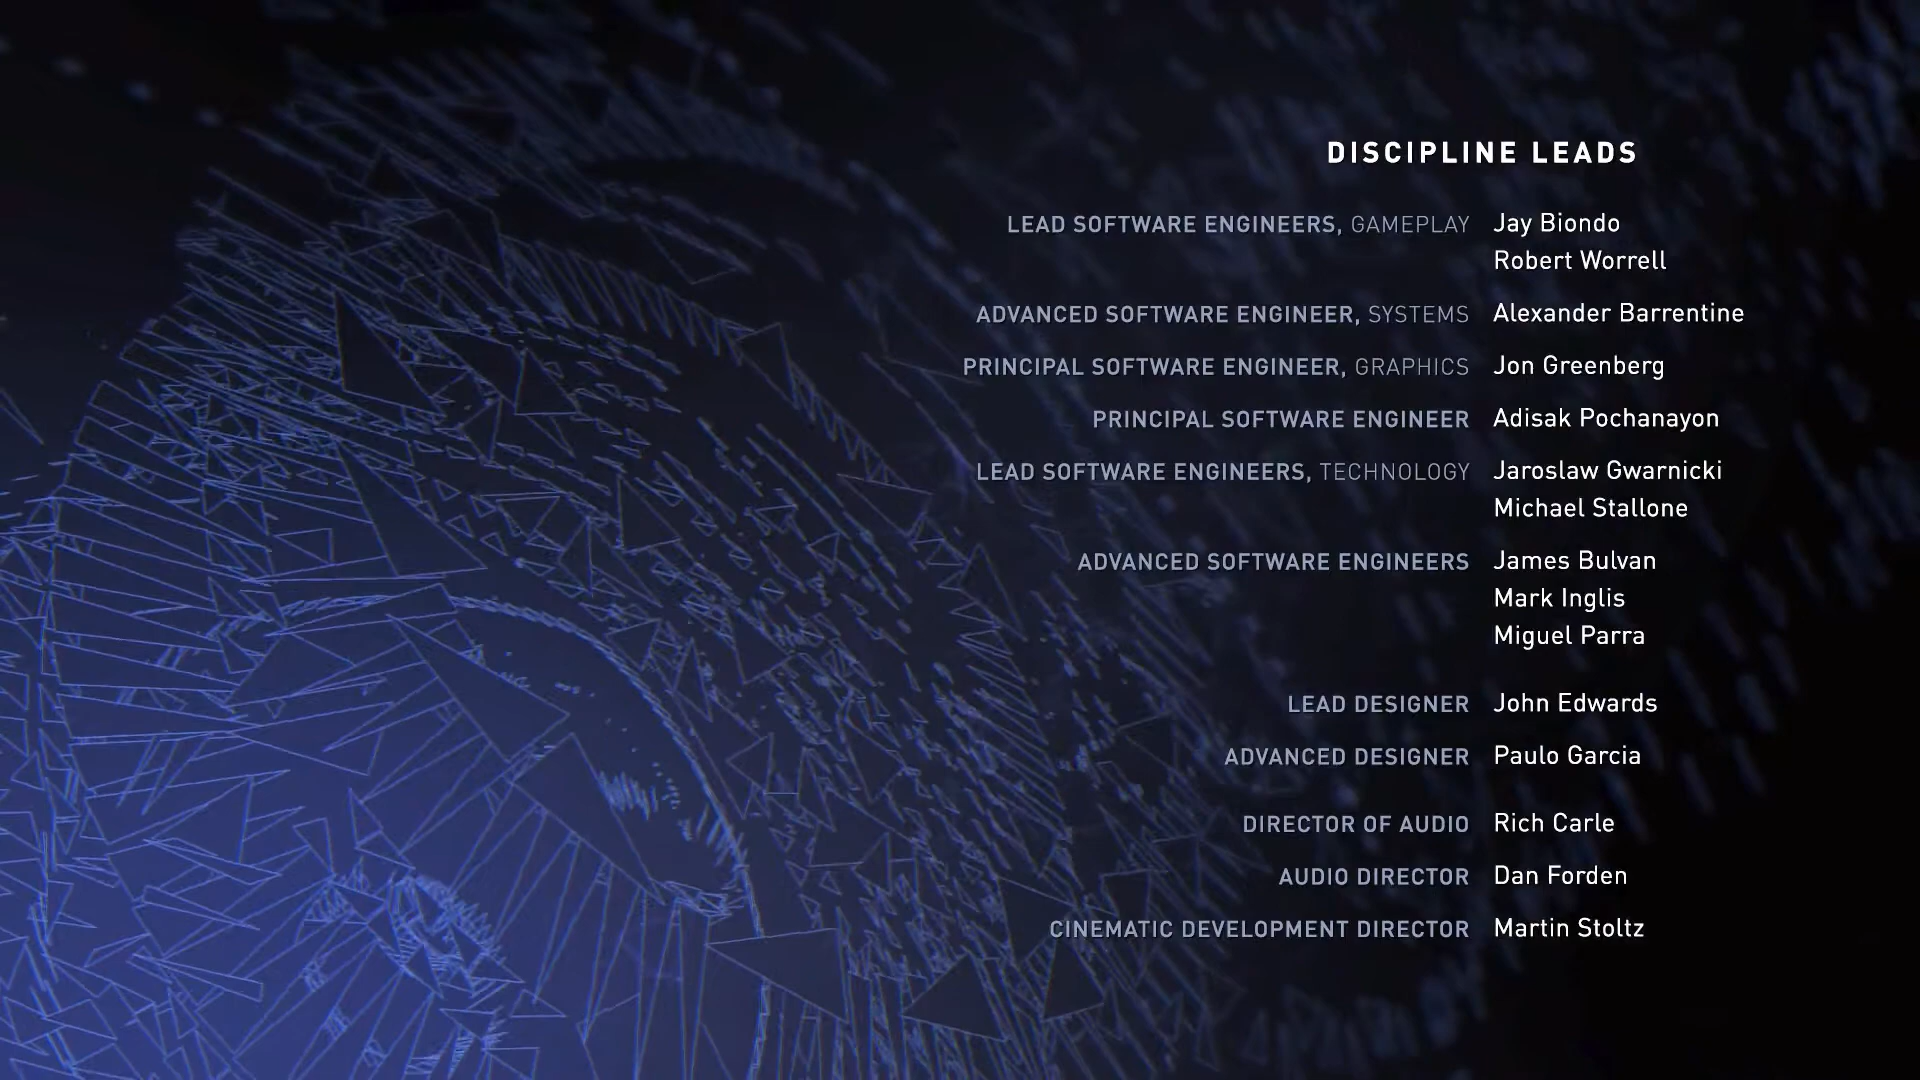 DISCIPLINE LEADS
LEAD SOFTWARE ENGINEERS, GAMEPLAY Jay Biondo
Robert Worrell
ADVANCED SOFTWARE ENGINEER, SYSTEMS Alexander Barrentine
PRINCIPAL SOFTWARE ENGINEER, GRAPHICS Jon Greenberg
PRINCIPAL SOFTWARE ENGINEER Adisak Pochanayon
LEAD SOFTWARE ENGINEERS, TECHNOLOGY Jaroslaw Gwarnicki
Michael Stallone
ADVANCED SOFTWARE ENGINEERS James Bulvan
Mark Inglis
Miguel Parra
LEAD DESIGNER John Edwards
ADVANCED DESIGNER Paulo Garcia
DIRECTOR OF AUDIO Rich Carle
AUDIO DIRECTOR Dan Forden
CINEMATIC DEVELOPMENT DIRECTOR Martin Stoltz